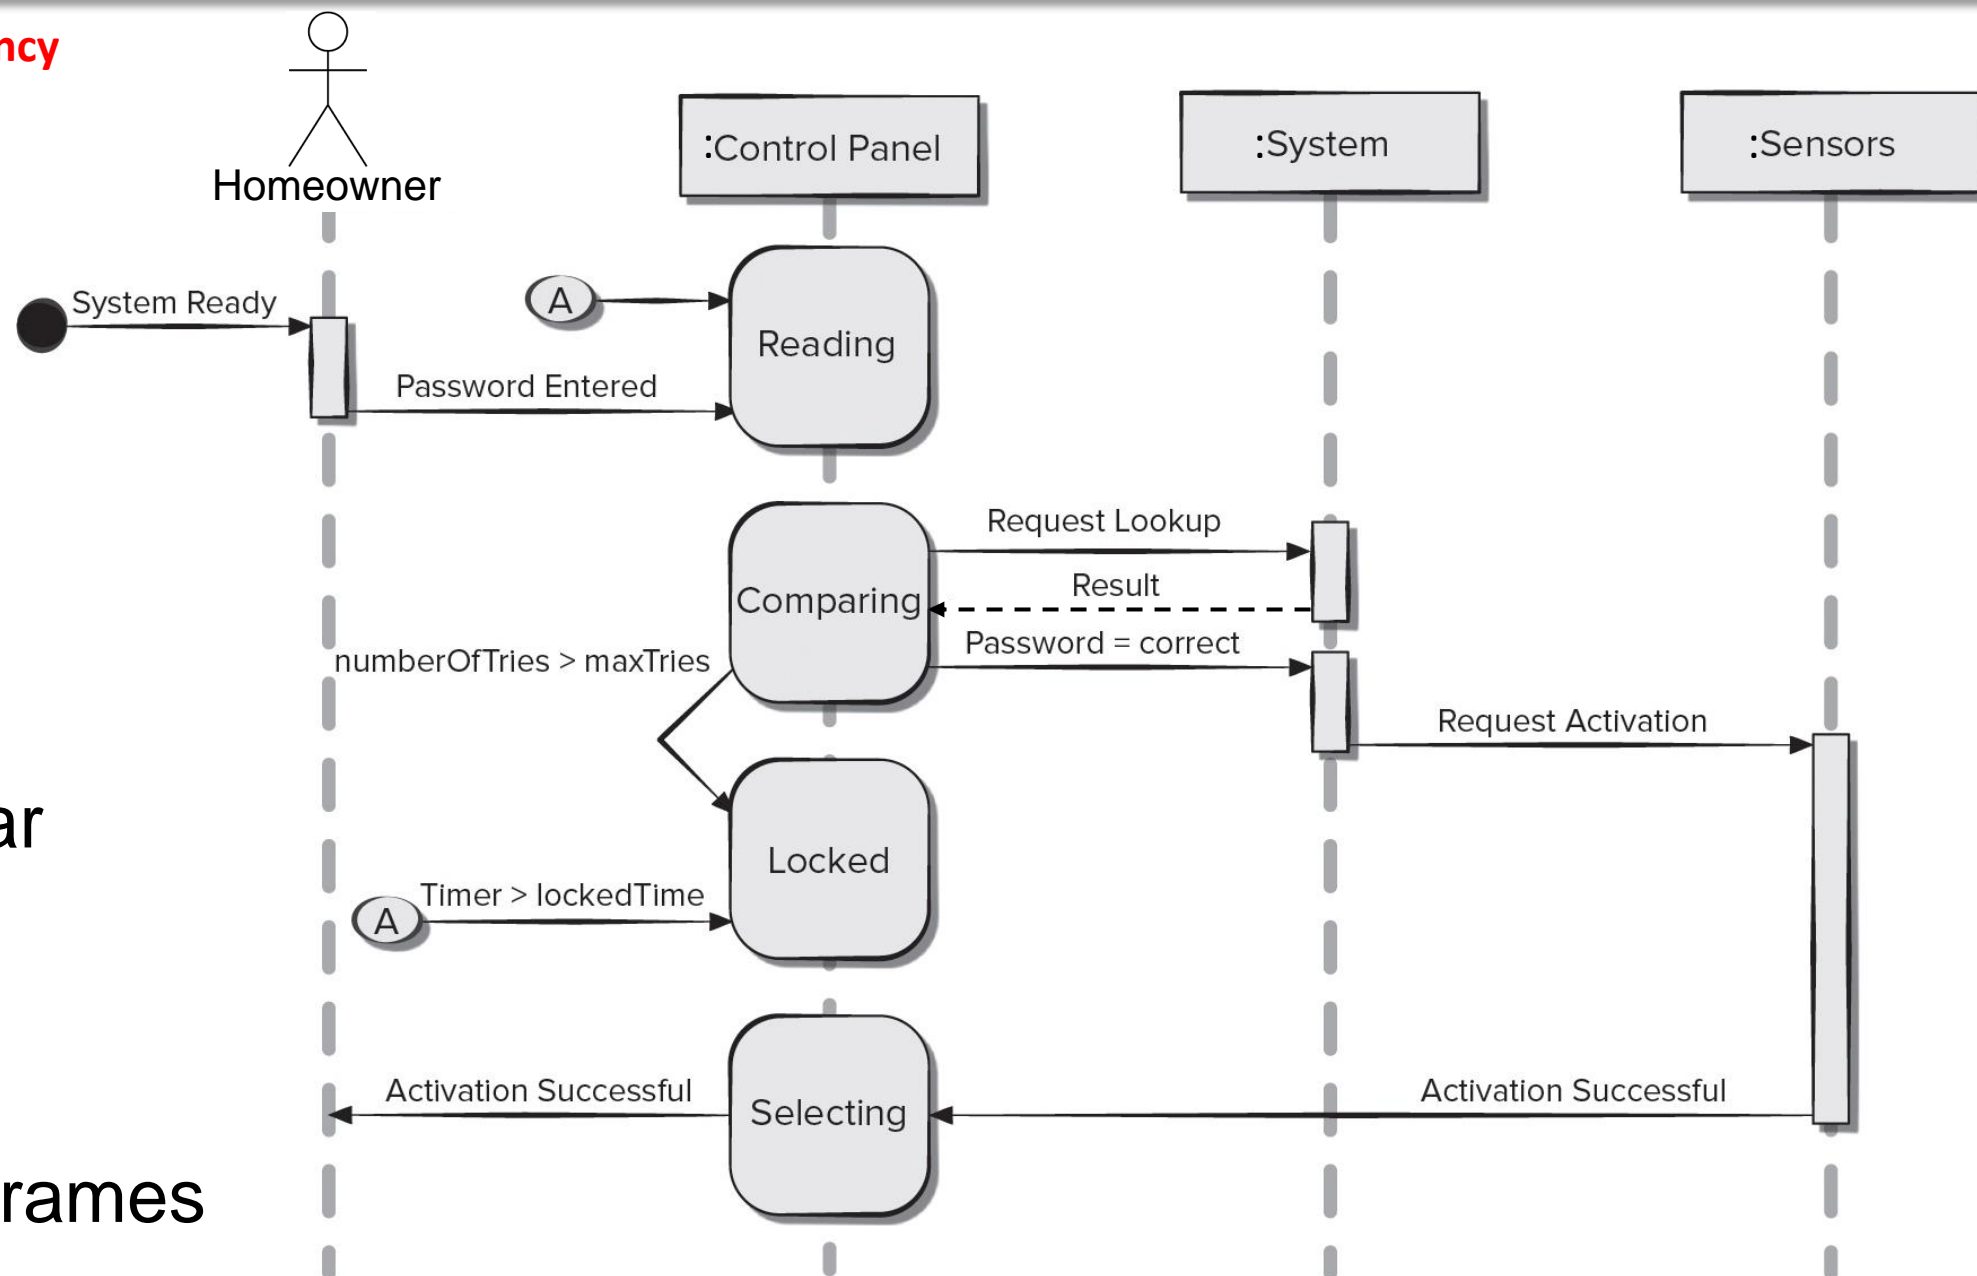 ncy
:Control Panel
:System
:Sensors
Homeowner
System Ready
A
Reading
Password Entered
Request Lookup
Result
Comparing
Password = correct
numberOfTries > maxTries
Request Activation
ar
Locked
Timer > lockedTime
A
Activation Successful
Selecting
Activation Successful
rames